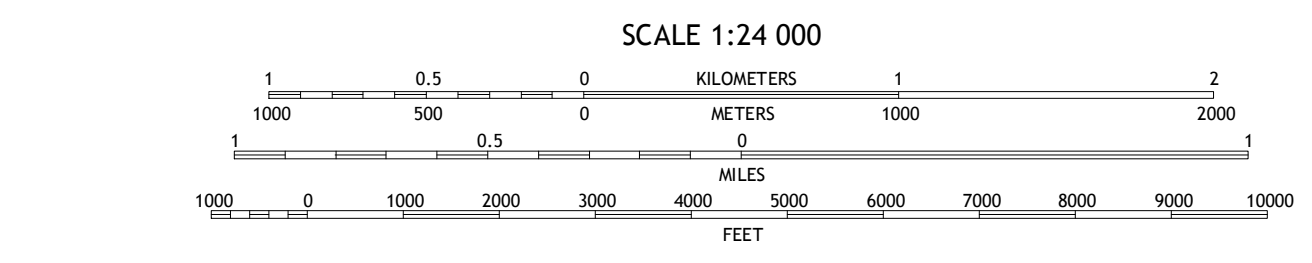 SCALE 1:24 000
1 0.5 0 KILOMETERS 1 2
1000 500 0 METERS 1000 2000
1 0.5 0 1
MILES
1000 0 1000 2000 3000 4000 5000 6000 7000 8000 9000 10000
FEET